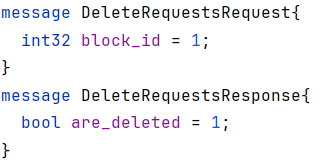 message DeleteRequestsRequest{
  int32 block_id = 1;
}
message DeleteRequestsResponse{
  bool are_deleted = 1;
}